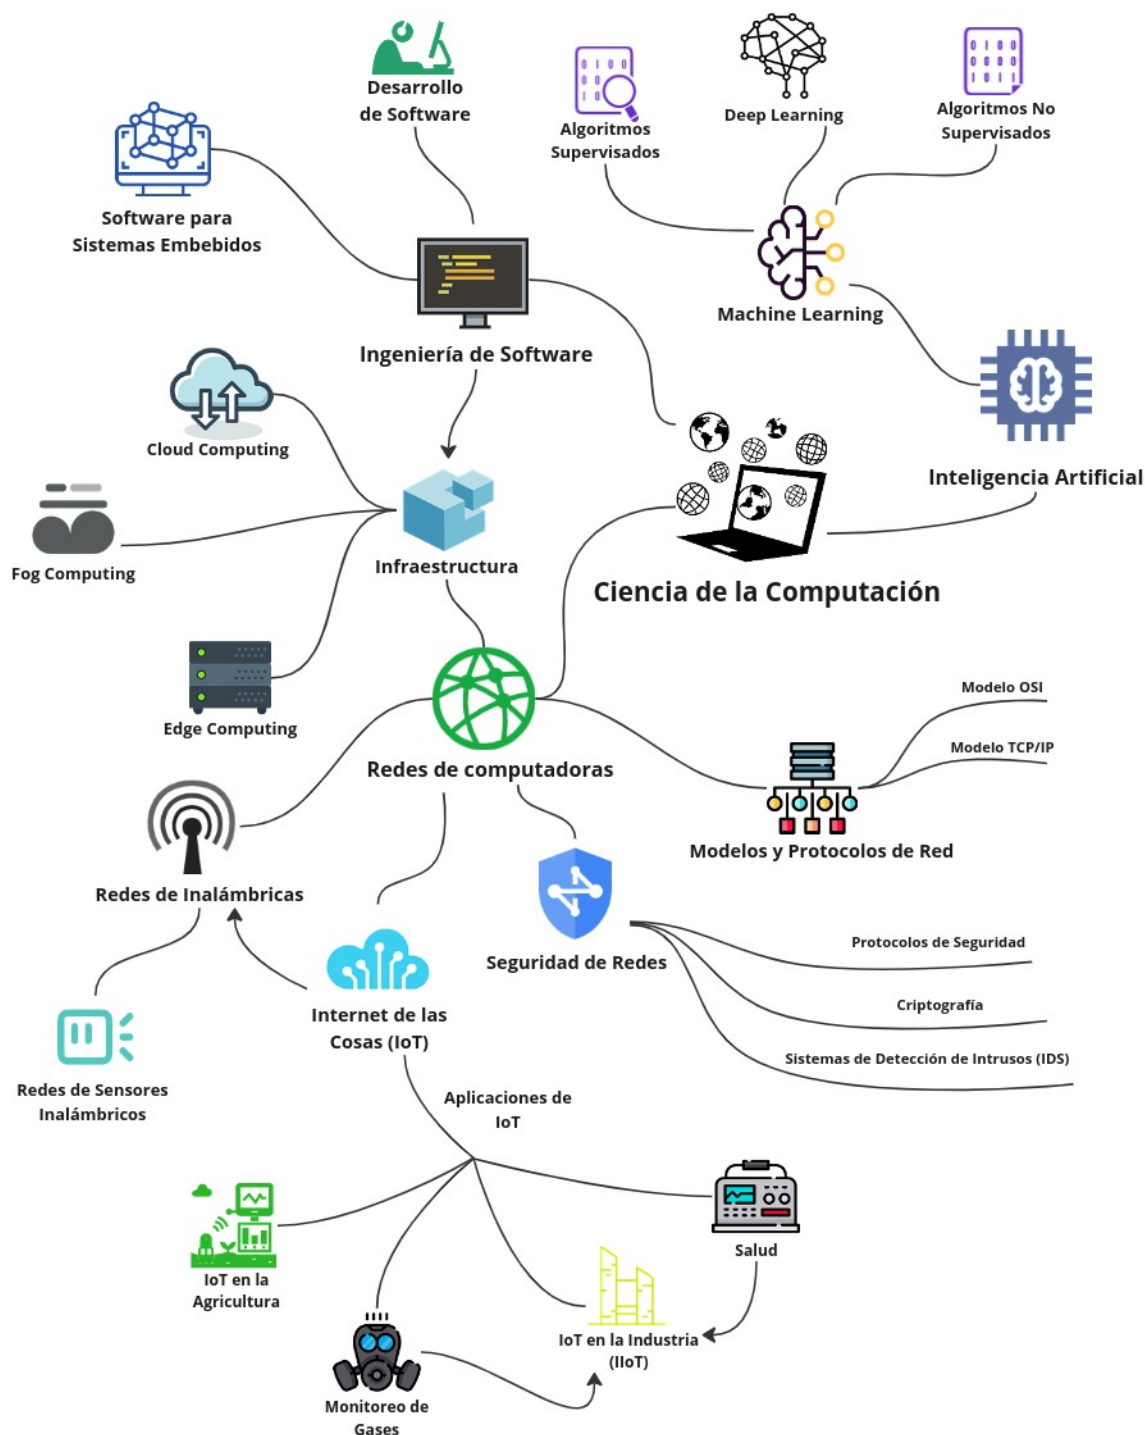 Desarrollo
de Software
Algoritmos
Supervisados
Deep Learning
Algoritmos No
Supervisados
Software para
Sistemas Embebidos
Machine Learning
Ingeniería de Software
Cloud Computing
Inteligencia Artificial
Fog Computing
Infraestructura
Ciencia de la Computación
Edge Computing
Modelo OSI
Modelo TCP/IP
Redes de computadoras
Modelos y Protocolos de Red
Redes de Inalámbricas
Seguridad de Redes
Protocolos de Seguridad
Criptografía
Sistemas de Detección de Intrusos (IDS)
Internet de las
Cosas (IoT)
Redes de Sensores
Inalámbricos
Aplicaciones de
IoT
Salud
IoT en la
Agricultura
IoT en la Industria
(IIoT)
Monitoreo de
Gases